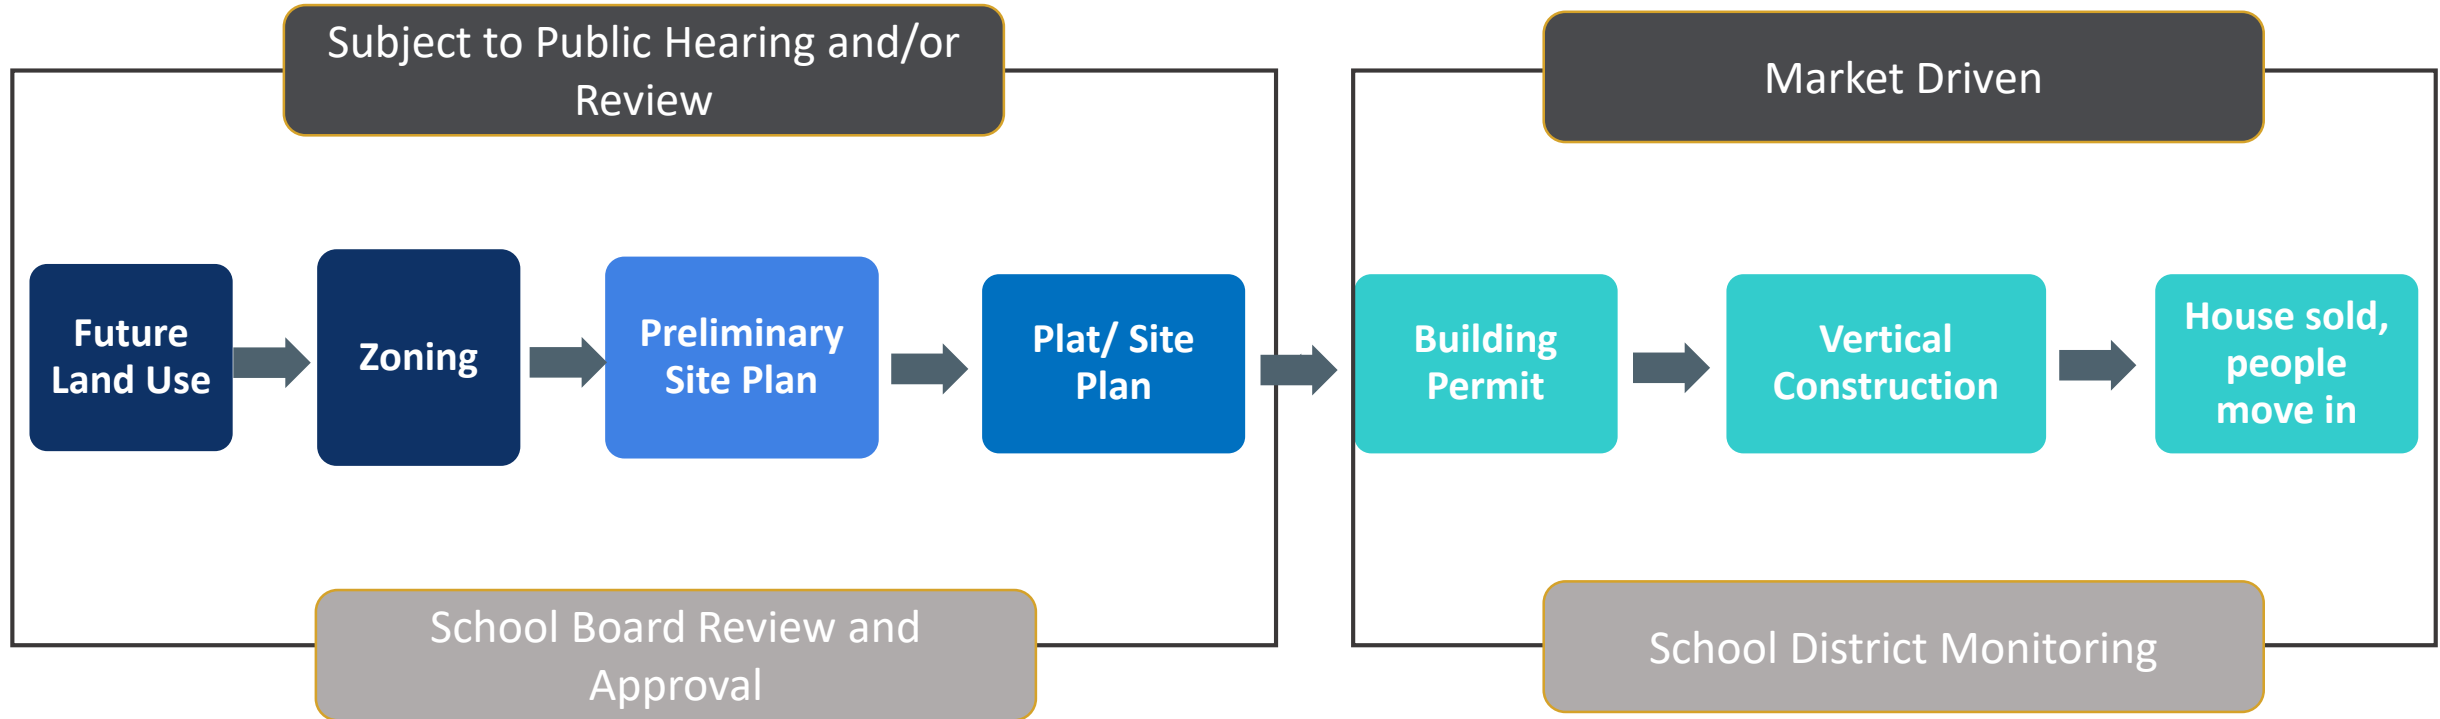 Subject to Public Hearing and/or
Review
Market Driven
Future
Land Use
Zoning
Preliminary
Site Plan
Plat/ Site
Plan
Building
Permit
Vertical
Construction
House sold,
people
move in
School Board Review and
Approval
School District Monitoring